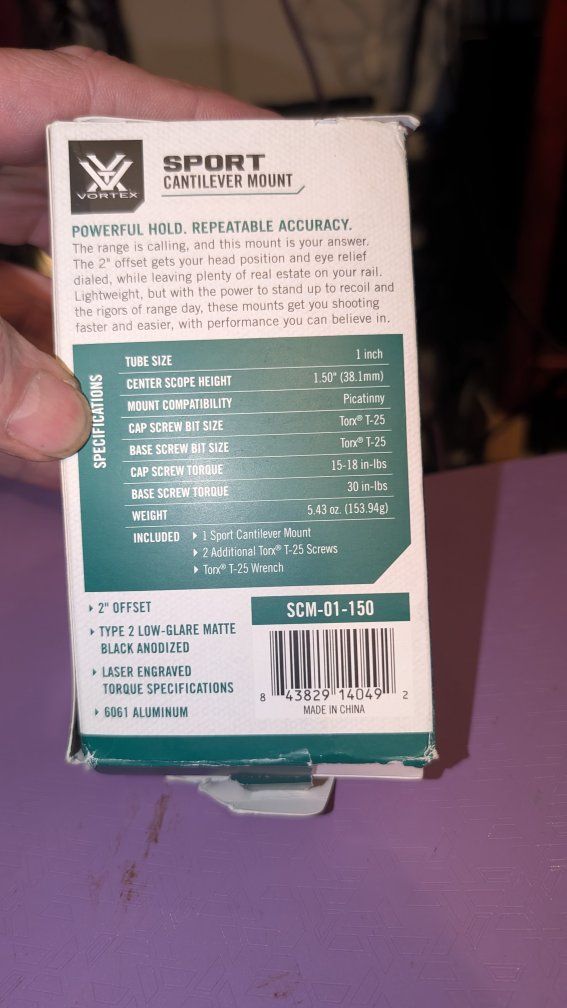 VORTEX
SPORT
CANTILEVER MOUNT
POWERFUL HOLD. REPEATABLE ACCURACY.
The range is calling, and this mount is your answer.
The 2" offset gets your head position and eye relief
dialed, while leaving plenty of real estate on your rail.
Lightweight, but with the power to stand up to recoil and
the rigors of range day, these mounts get you shooting
faster and easier, with performance you can believe in.
SPECIFICATIONS
TUBE SIZE 1 inch
CENTER SCOPE HEIGHT 1.50" (38.1mm)
MOUNT COMPATIBILITY Picatinny
CAP SCREW BIT SIZE Torx® T-25
BASE SCREW BIT SIZE Torx® T-25
CAP SCREW TORQUE 15-18 in-lbs
BASE SCREW TORQUE 30 in-lbs
WEIGHT 5.43 oz. (153.94g)
INCLUDED ▸ 1 Sport Cantilever Mount
▸ 2 Additional Torx® T-25 Screws
▸ Torx® T-25 Wrench
▸ 2" OFFSET
▸ TYPE 2 LOW-GLARE MATTE
BLACK ANODIZED
▸ LASER ENGRAVED
TORQUE SPECIFICATIONS
▸ 6061 ALUMINUM
SCM-01-150
8 43829 14049 2
MADE IN CHINA